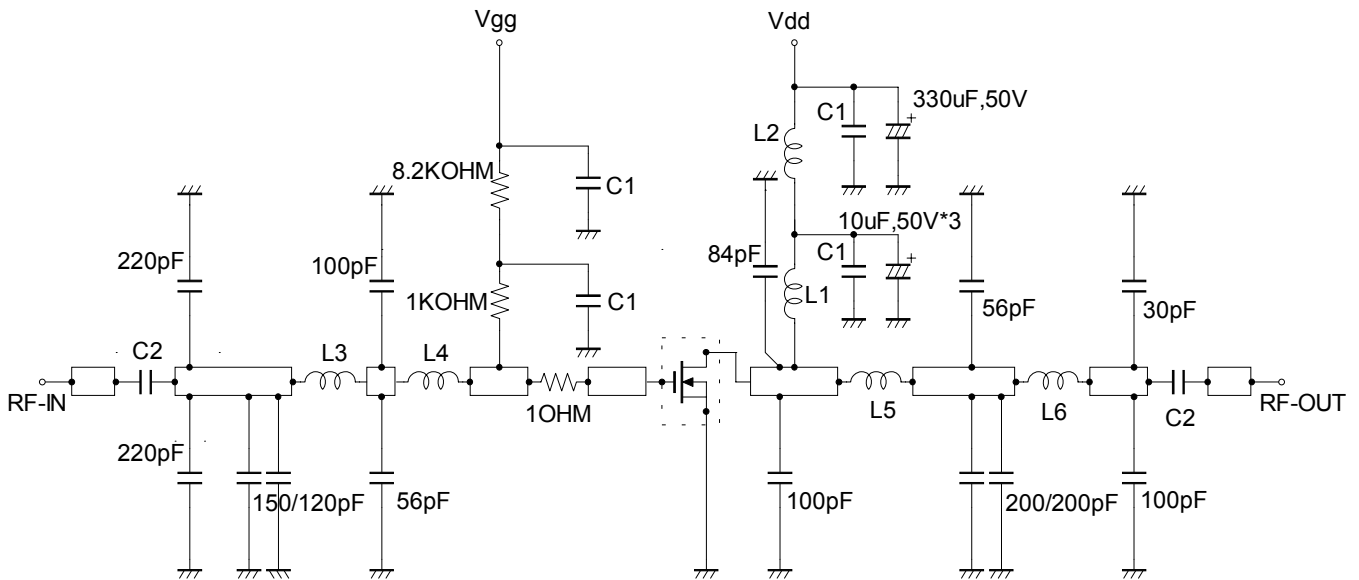 Vgg
Vdd
330uF,50V
C1
L2
8.2KOHM
C1
10uF,50V*3
220pF
100pF
84pF
C1
1KOHM
C1
L1
56pF
30pF
C2
L3
L4
RF-IN
1OHM
L5
L6
C2
RF-OUT
220pF
150/120pF
56pF
100pF
200/200pF
100pF